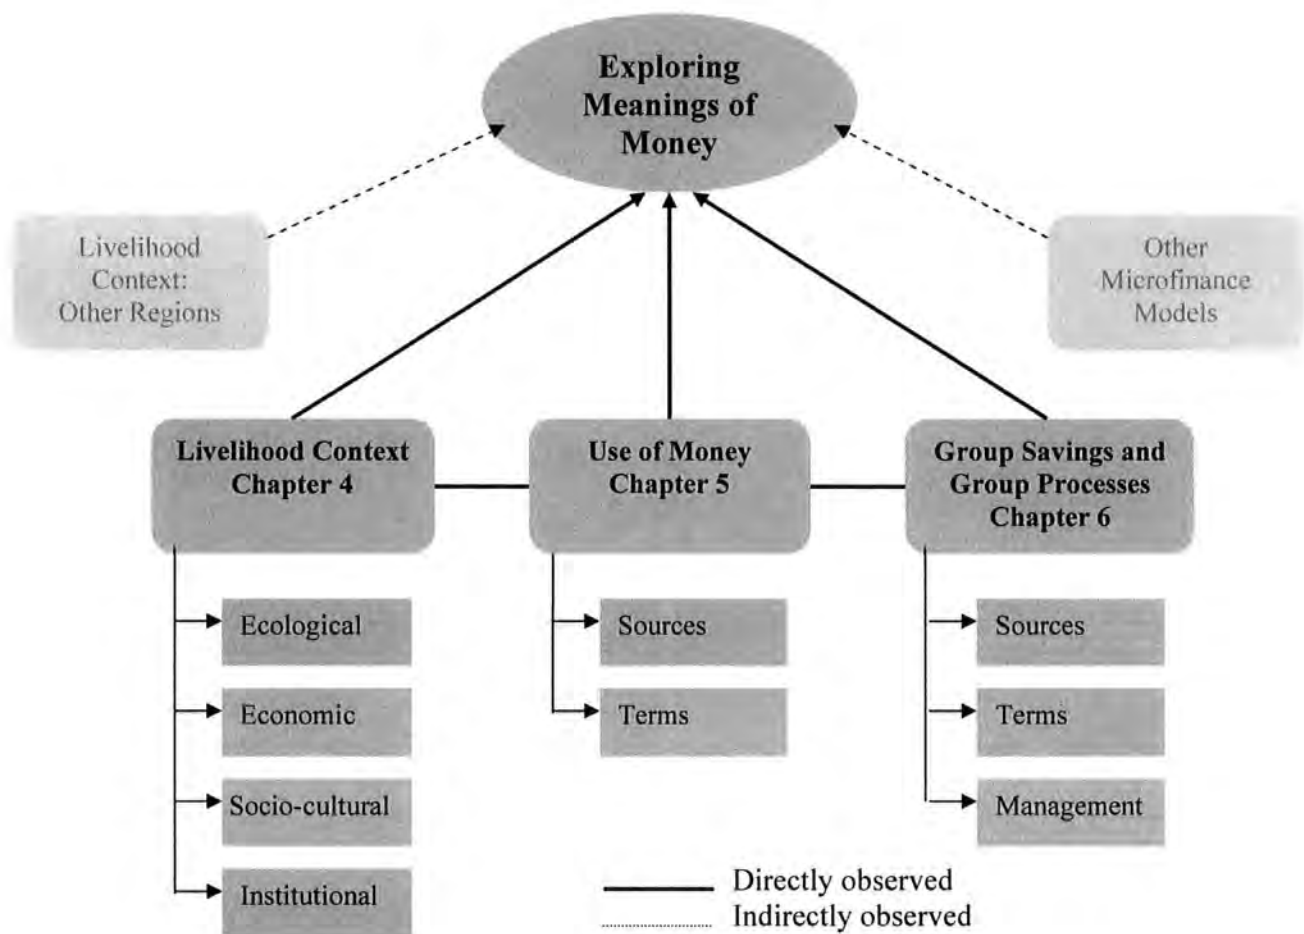 Exploring
Meanings of
Money
Livelihood
Context:
Other Regions
Other
Microfinance
Models
Livelihood Context
Chapter 4
Use of Money
Chapter 5
Group Savings and
Group Processes
Chapter 6
Ecological
Economic
Socio-cultural
Institutional
Sources
Terms
Sources
Terms
Management
Directly observed
Indirectly observed